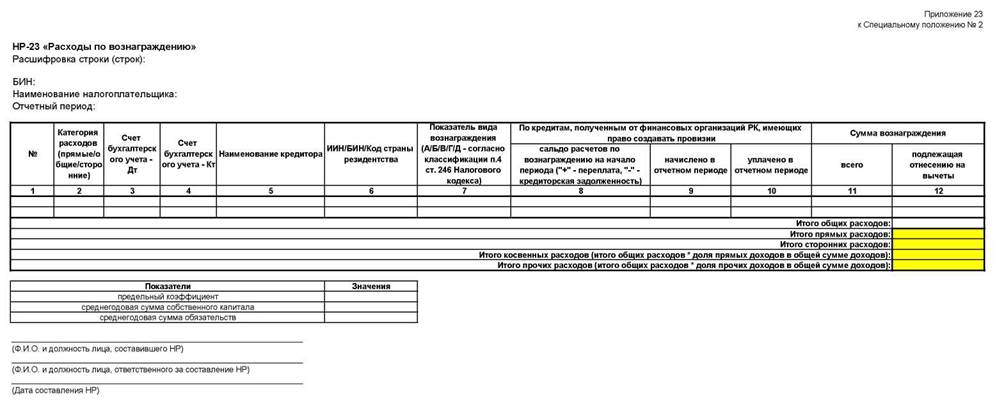 Приложение 23
к Специальному положению № 2
НР-23 «Расходы по вознаграждению»
Расшифровка строки (строк):
БИН:
Наименование налогоплательщика:
Отчетный период:
№
Категория
расходов
(прямые/о
бщие/сторо
нние)
Счет
бухгалтерск
ого учета -
Дт
Счет
бухгалтерск
ого учета - Кт
Наименование кредитора
ИИН/БИН/Код страны
резидентства
Показатель вида
вознаграждения
(А/Б/В/Г/Д - согласно
классификации п.4
ст. 246 Налогового
кодекса)
По кредитам, полученным от финансовых организаций РК, имеющих
право создавать провизии
сальдо расчетов по
вознаграждению на начало
периода ("+" - переплата, "-" -
кредиторская задолженность)
начислено в
отчетном периоде
уплачено в
отчетном периоде
Сумма вознаграждения
всего
подлежащая
отнесению на
вычеты
1 2 3 4 5 6 7 8 9 10 11 12
Итого общих расходов:
Итого прямых расходов:
Итого сторонних расходов:
Итого косвенных расходов (итого общих расходов * доля прямых доходов в общей сумме доходов):
Итого прочих расходов (итого общих расходов * доля прочих доходов в общей сумме доходов):
Показатели Значения
предельный коэффициент
среднегодовая сумма собственного капитала
среднегодовая сумма обязательств
(Ф.И.О. и должность лица, составившего НР)
(Ф.И.О. и должность лица, ответственного за составление НР)
(Дата составления НР)